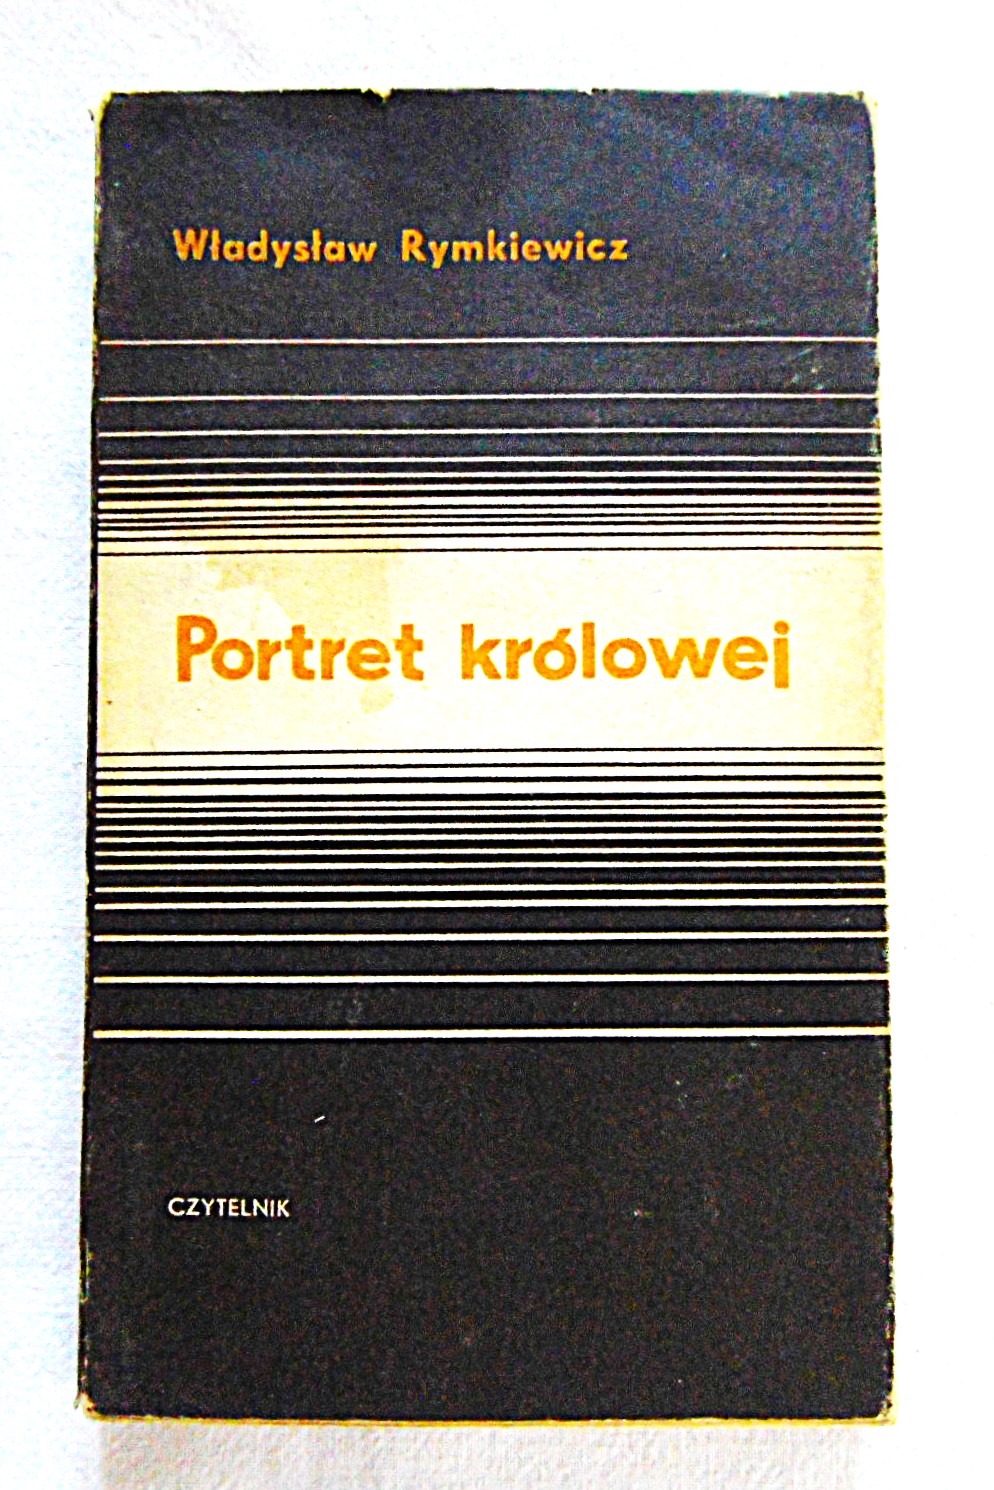 Władysław Rymkiewicz
Portret królowej
CZYTELNIK